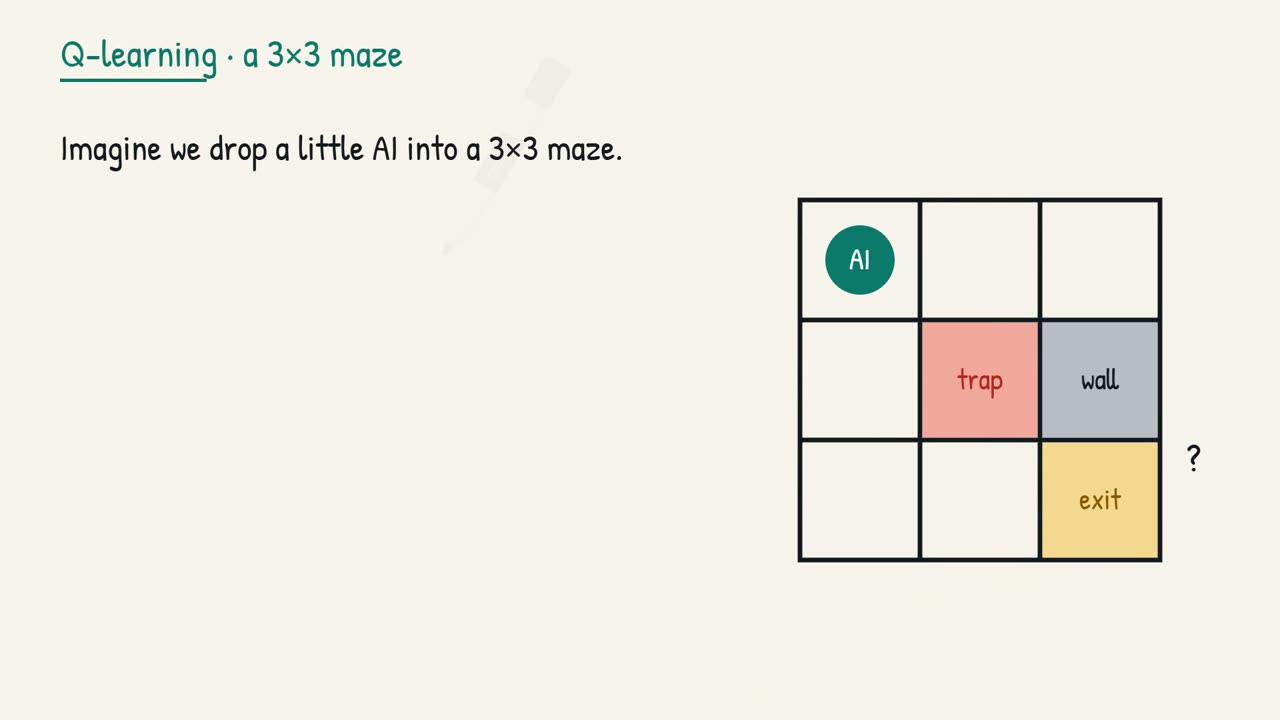 Q-learning · a 3×3 maze
Imagine we drop a little AI into a 3×3 maze.
AI
trap
wall
?
exit